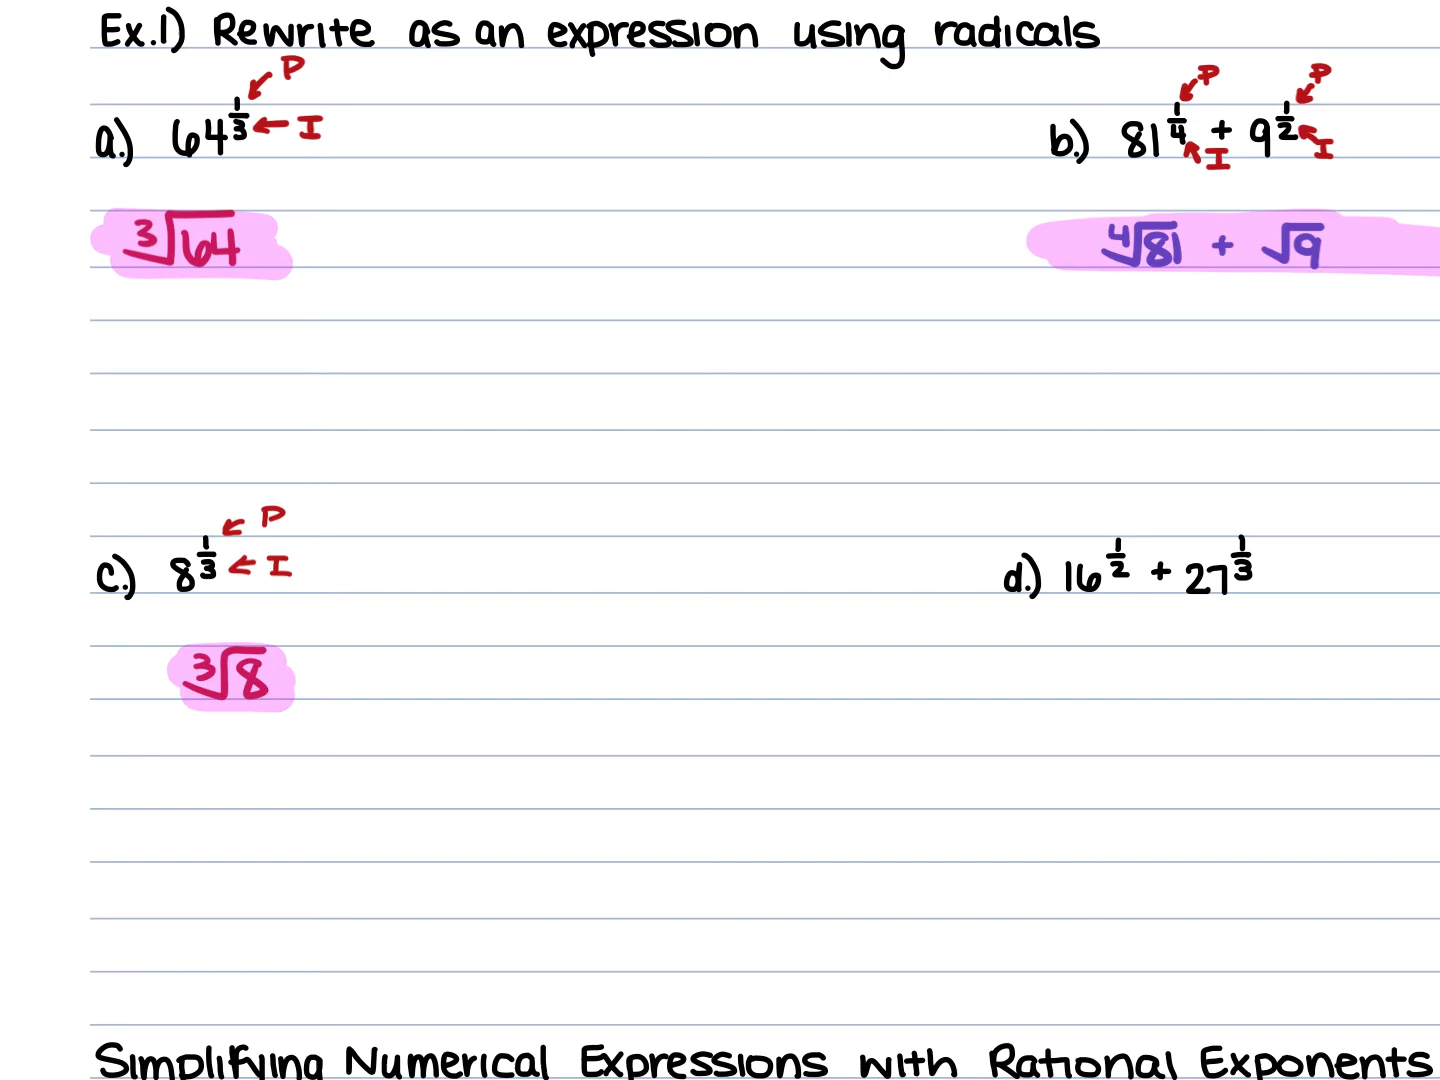 Ex.1) Rewrite as an expression using radicals
a.) 64^(1/3) ← P ← I
b.) 81^(1/4) ← P ← I + 9^(1/2) ← P ← I
∛64
∜81 + √9
c.) 8^(1/3) ← P ← I
d.) 16^(1/2) + 27^(1/3)
∛8
Simplifying Numerical Expressions with Rational Exponents